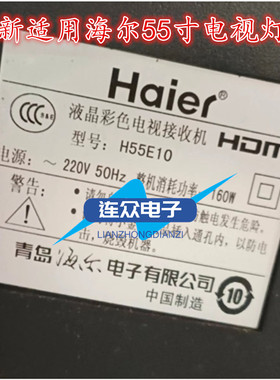 新适用海尔55寸电视灯
Haier
HDM
液晶彩色电视接收机
型号: H55E10
电源: ～220V 50Hz 整机消耗功率: 160W
警告:
连众电子
LIANZHONGDIANZI
青岛海尔电子有限公司
中国制造
10